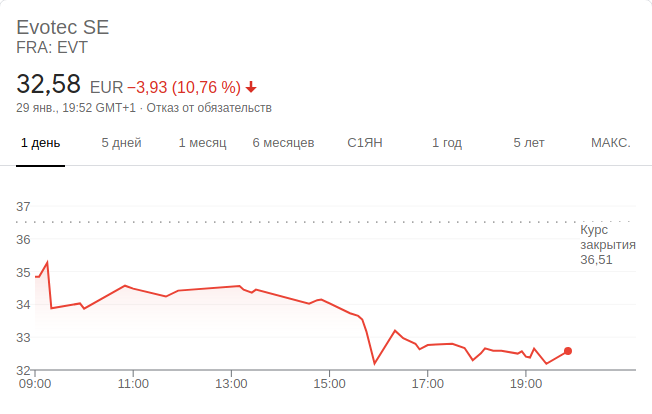 Evotec SE
FRA: EVT
32,58 EUR −3,93 (10,76 %)
29 янв., 19:52 GMT+1 · Отказ от обязательств
1 день 5 дней 1 месяц 6 месяцев С1ЯН 1 год 5 лет МАКС.
37
36
35
34
33
32
Курс
закрытия
36,51
09:00 11:00 13:00 15:00 17:00 19:00